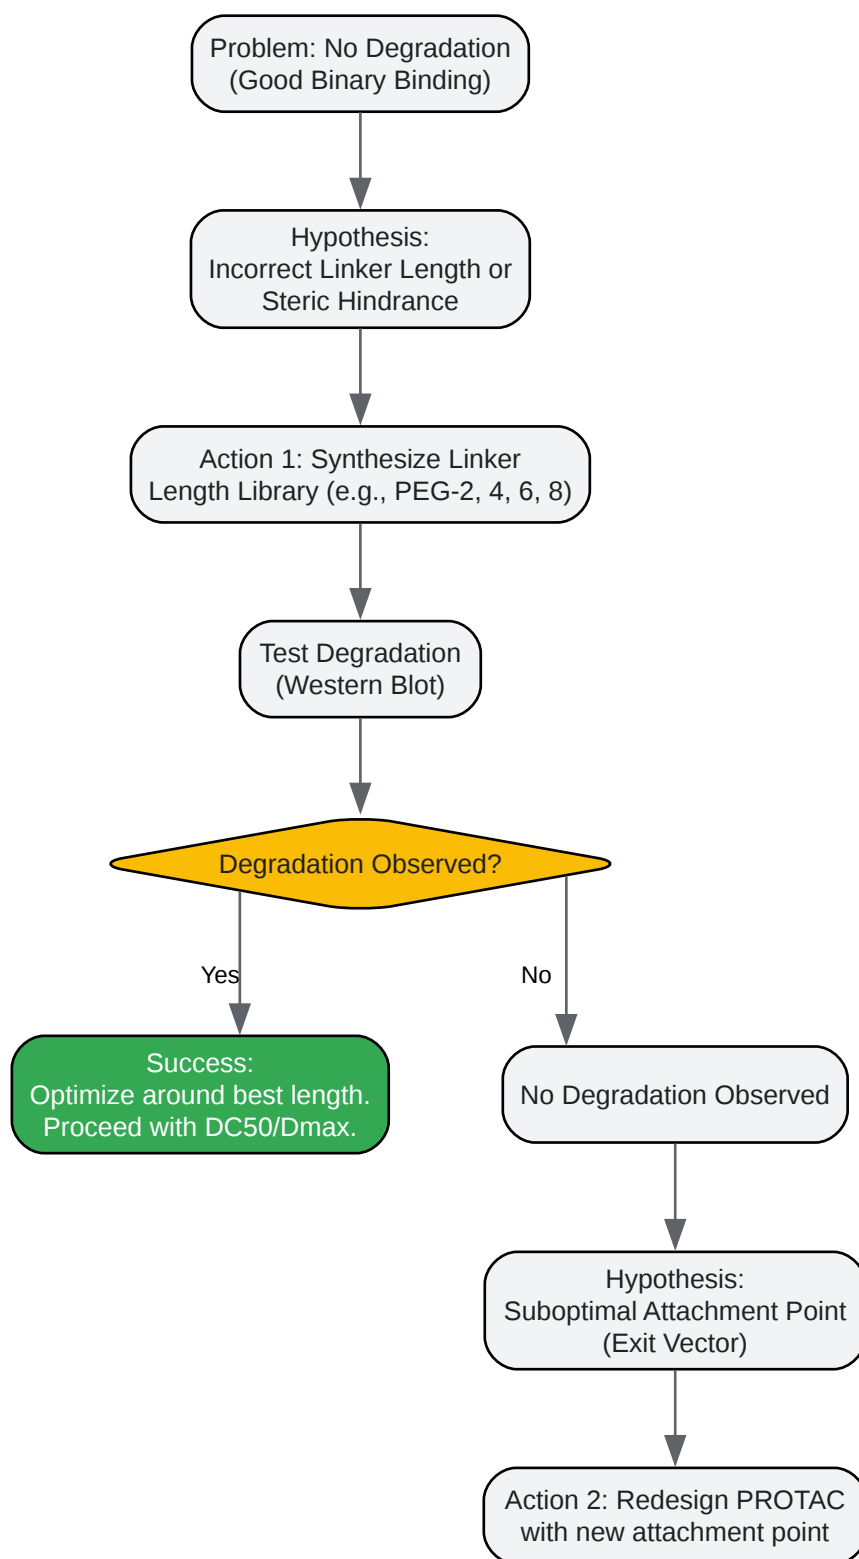 Problem: No Degradation
(Good Binary Binding)
Hypothesis:
Incorrect Linker Length or
Steric Hindrance
Action 1: Synthesize Linker
Length Library (e.g., PEG-2, 4, 6, 8)
Test Degradation
(Western Blot)
Degradation Observed?
Yes
No
Success:
Optimize around best length.
Proceed with DC50/Dmax.
No Degradation Observed
Hypothesis:
Suboptimal Attachment Point
(Exit Vector)
Action 2: Redesign PROTAC
with new attachment point